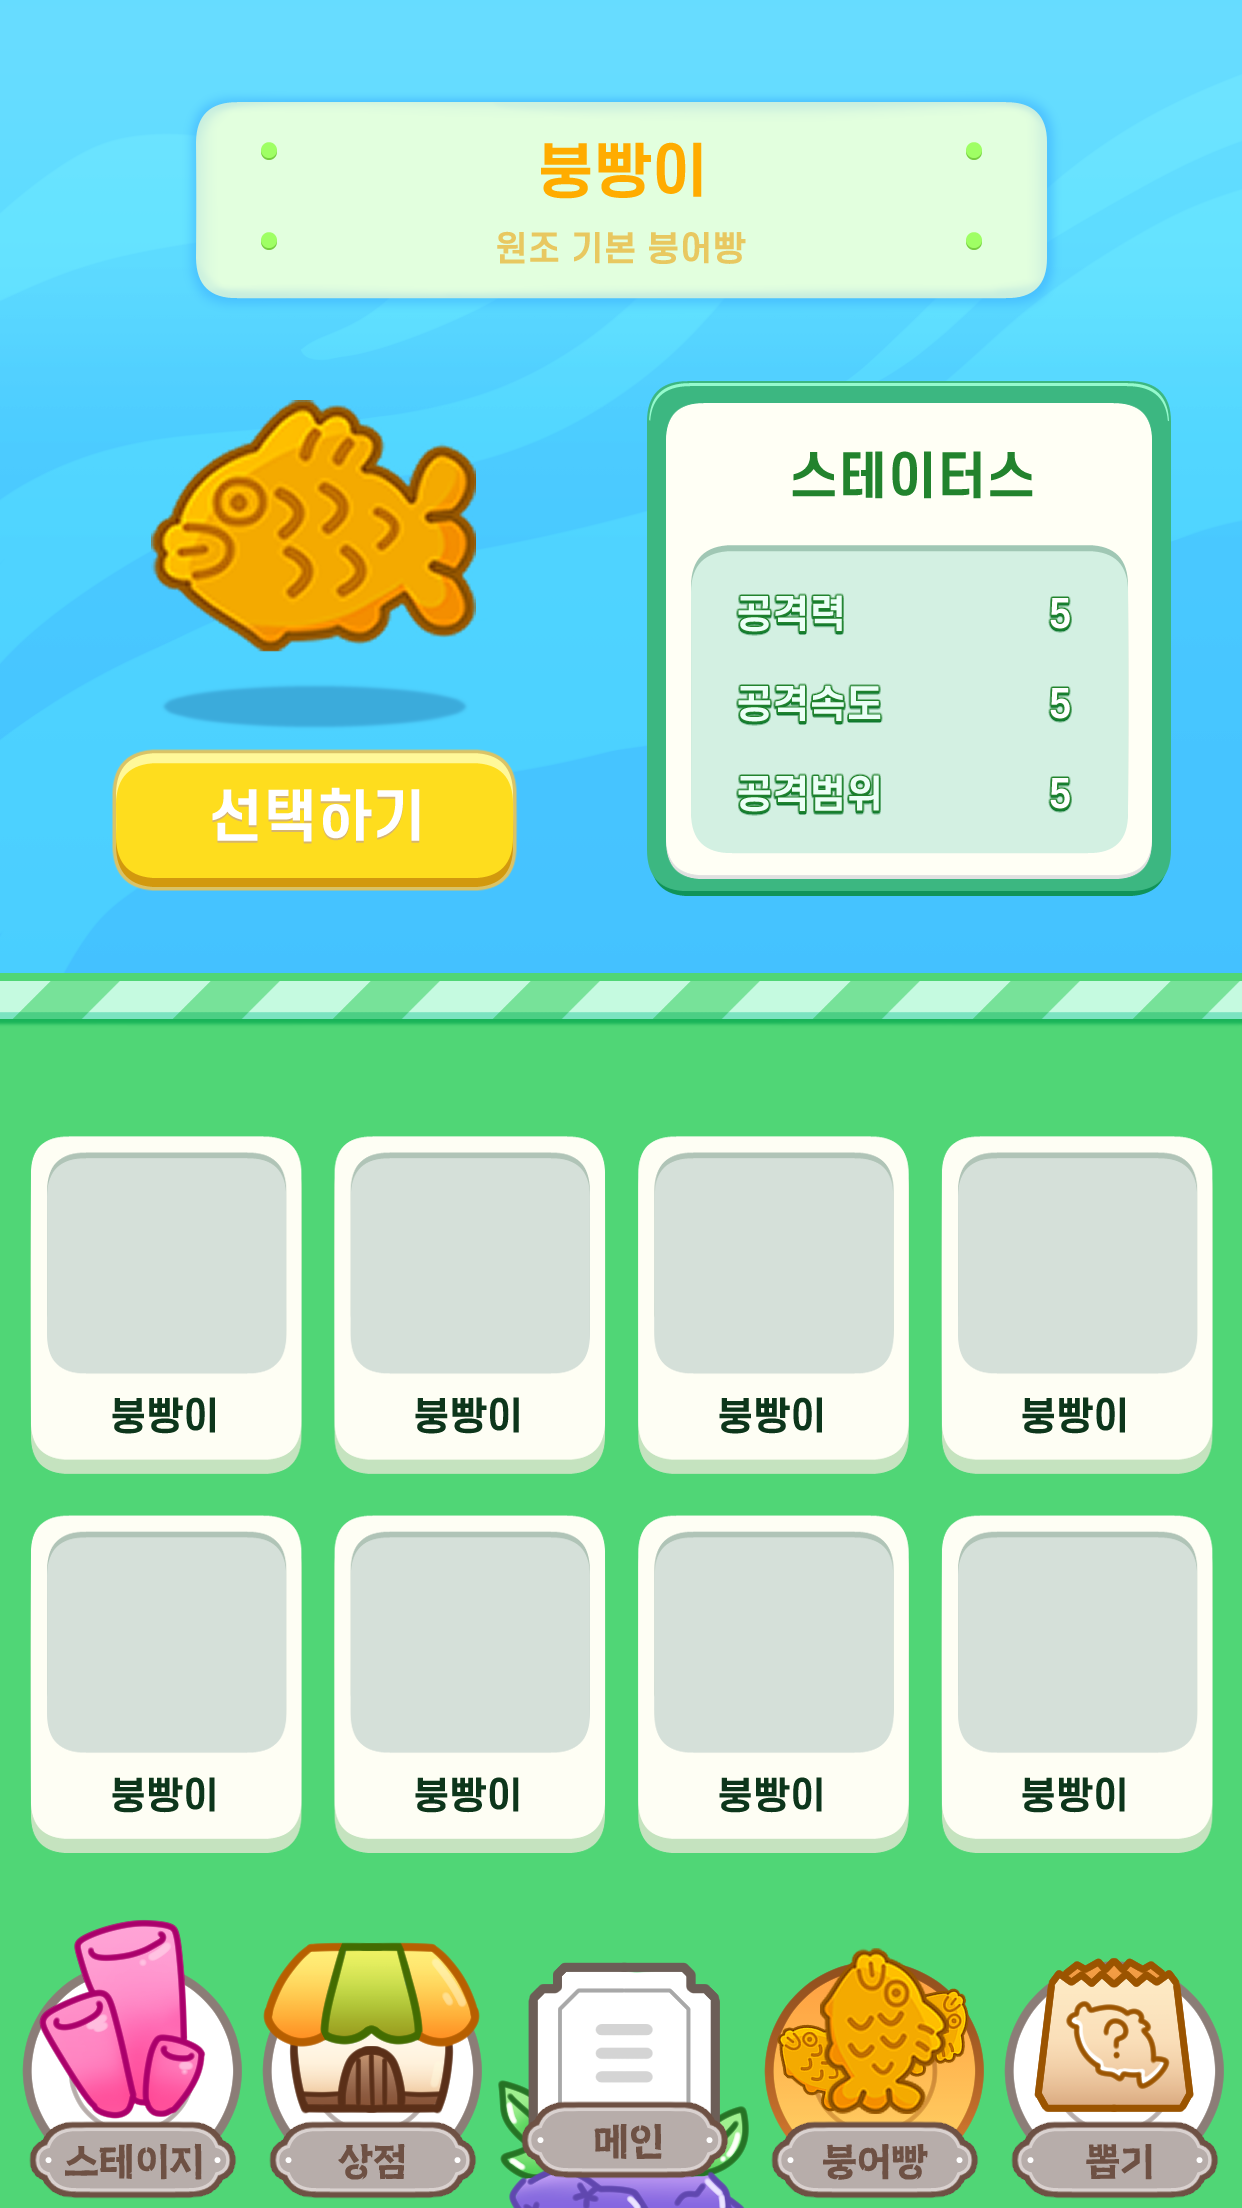 붕빵이
원조 기본 붕어빵
선택하기
스테이터스
공격력 5
공격속도 5
공격범위 5
붕빵이 붕빵이 붕빵이 붕빵이
붕빵이 붕빵이 붕빵이 붕빵이
?
스테이지 상점 메인 붕어빵 뽑기